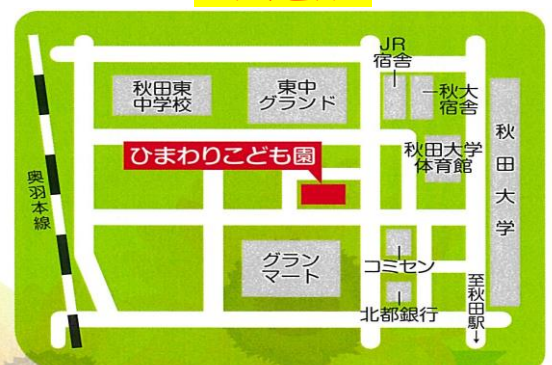 JR
宿舎
秋大
宿舎
秋田東
中学校
東中
グランド
秋田大学
体育館
秋田大学
ひまわりこども園
奥羽本線
グラン
マート
コミセン
北都銀行
至秋田駅↓